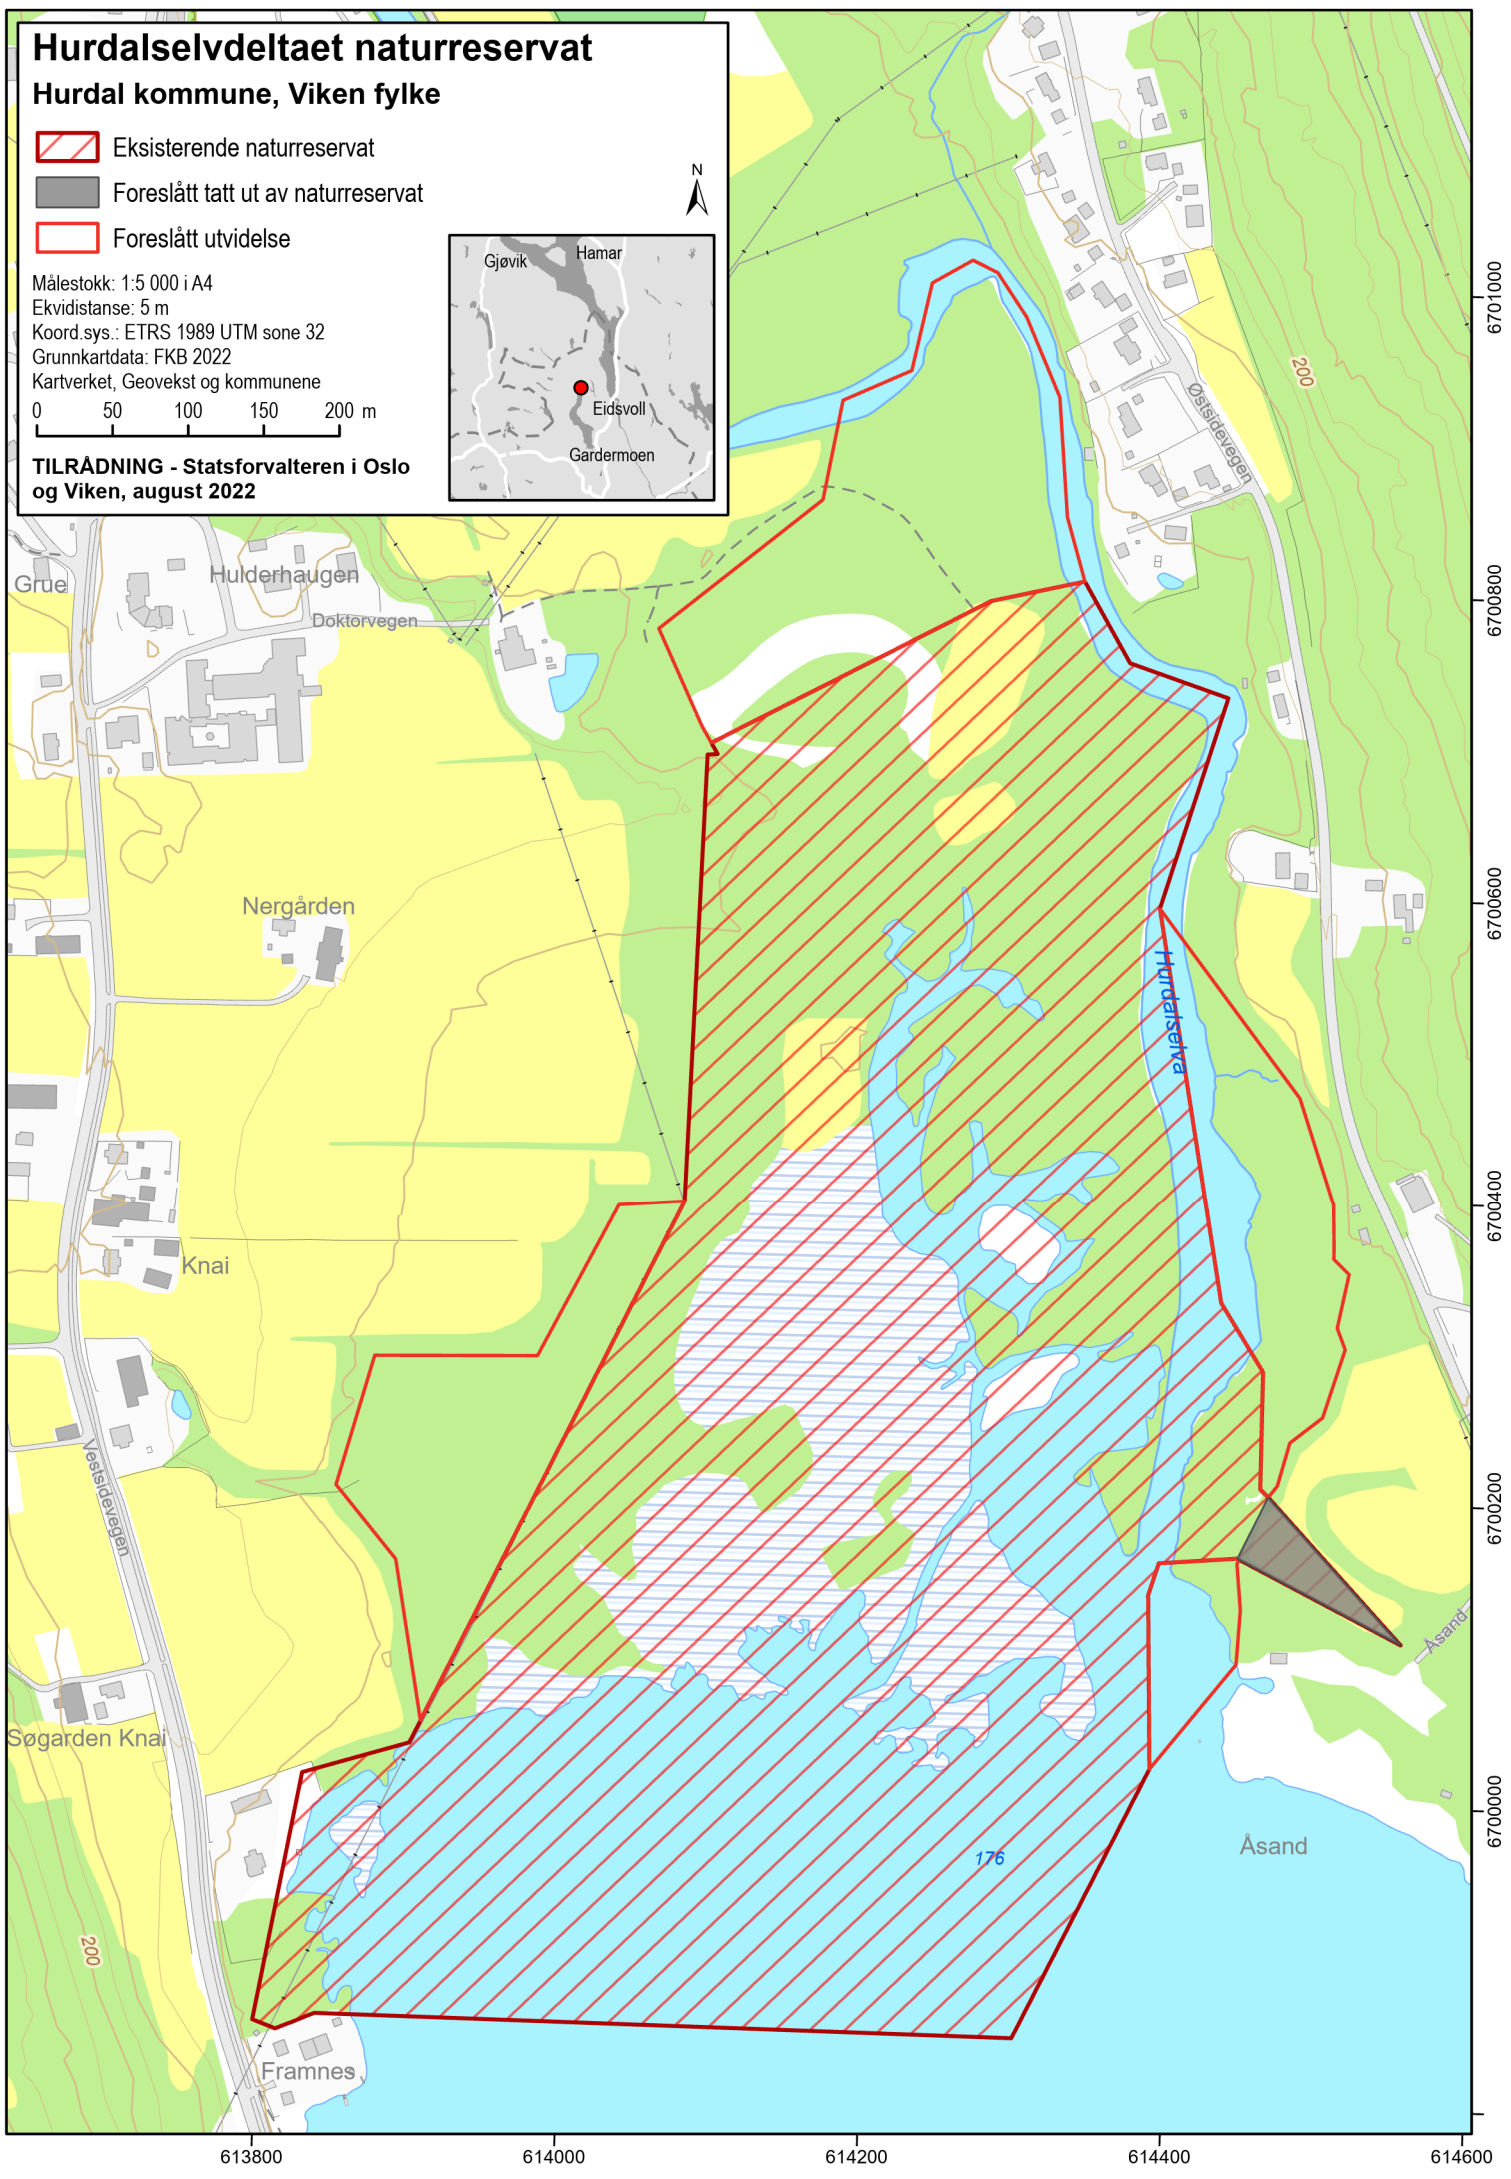 Hurdalselvdeltaet naturreservat
Hurdal kommune, Viken fylke
Eksisterende naturreservat
Foreslått tatt ut av naturreservat
Foreslått utvidelse
Målestokk: 1:5 000 i A4
Ekvidistanse: 5 m
Koord.sys.: ETRS 1989 UTM sone 32
Grunnkartdata: FKB 2022
Kartverket, Geovekst og kommunene
0 50 100 150 200 m
TILRÅDNING - Statsforvalteren i Oslo
og Viken, august 2022
N
Gjøvik
Hamar
Eidsvoll
Gardermoen
6701000
200
Østsidevegen
Grue
Hulderhaugen
Doktorvegen
6700800
Nergården
6700600
Hurdalselva
6700400
Knai
Vestsidevegen
6700200
Åsand
Søgarden Knai
6700000
Åsand
176
200
Framnes
613800
614000
614200
614400
614600